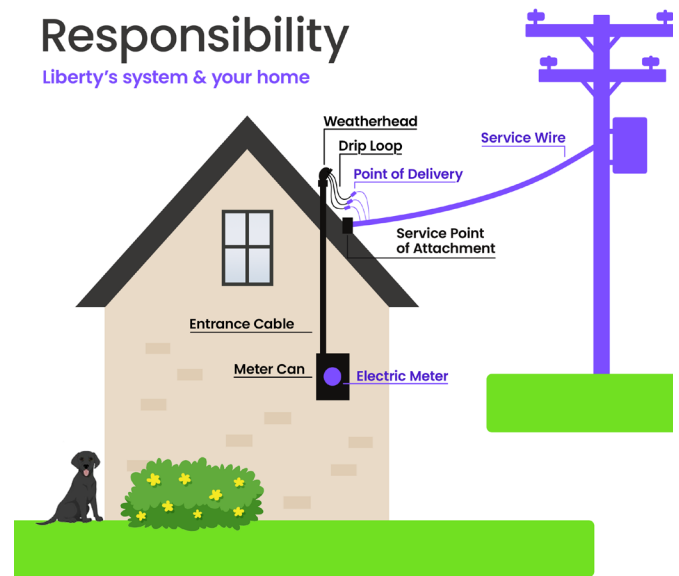 Responsibility
Liberty's system & your home
Weatherhead
Drip Loop
Service Wire
Point of Delivery
Service Point
of Attachment
Entrance Cable
Meter Can
Electric Meter